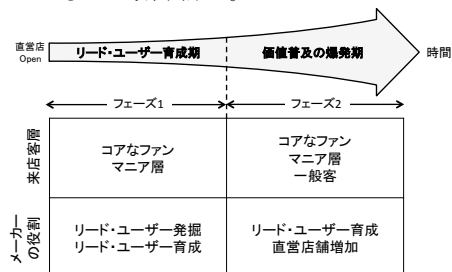 直営店
Open
リード・ユーザー育成期
価値普及の爆発期
時間
フェーズ1
フェーズ2
来店客層
コアなファン
マニア層
コアなファン
マニア層
一般客
メーカー
の役割
リード・ユーザー発掘
リード・ユーザー育成
リード・ユーザー育成
直営店舗増加